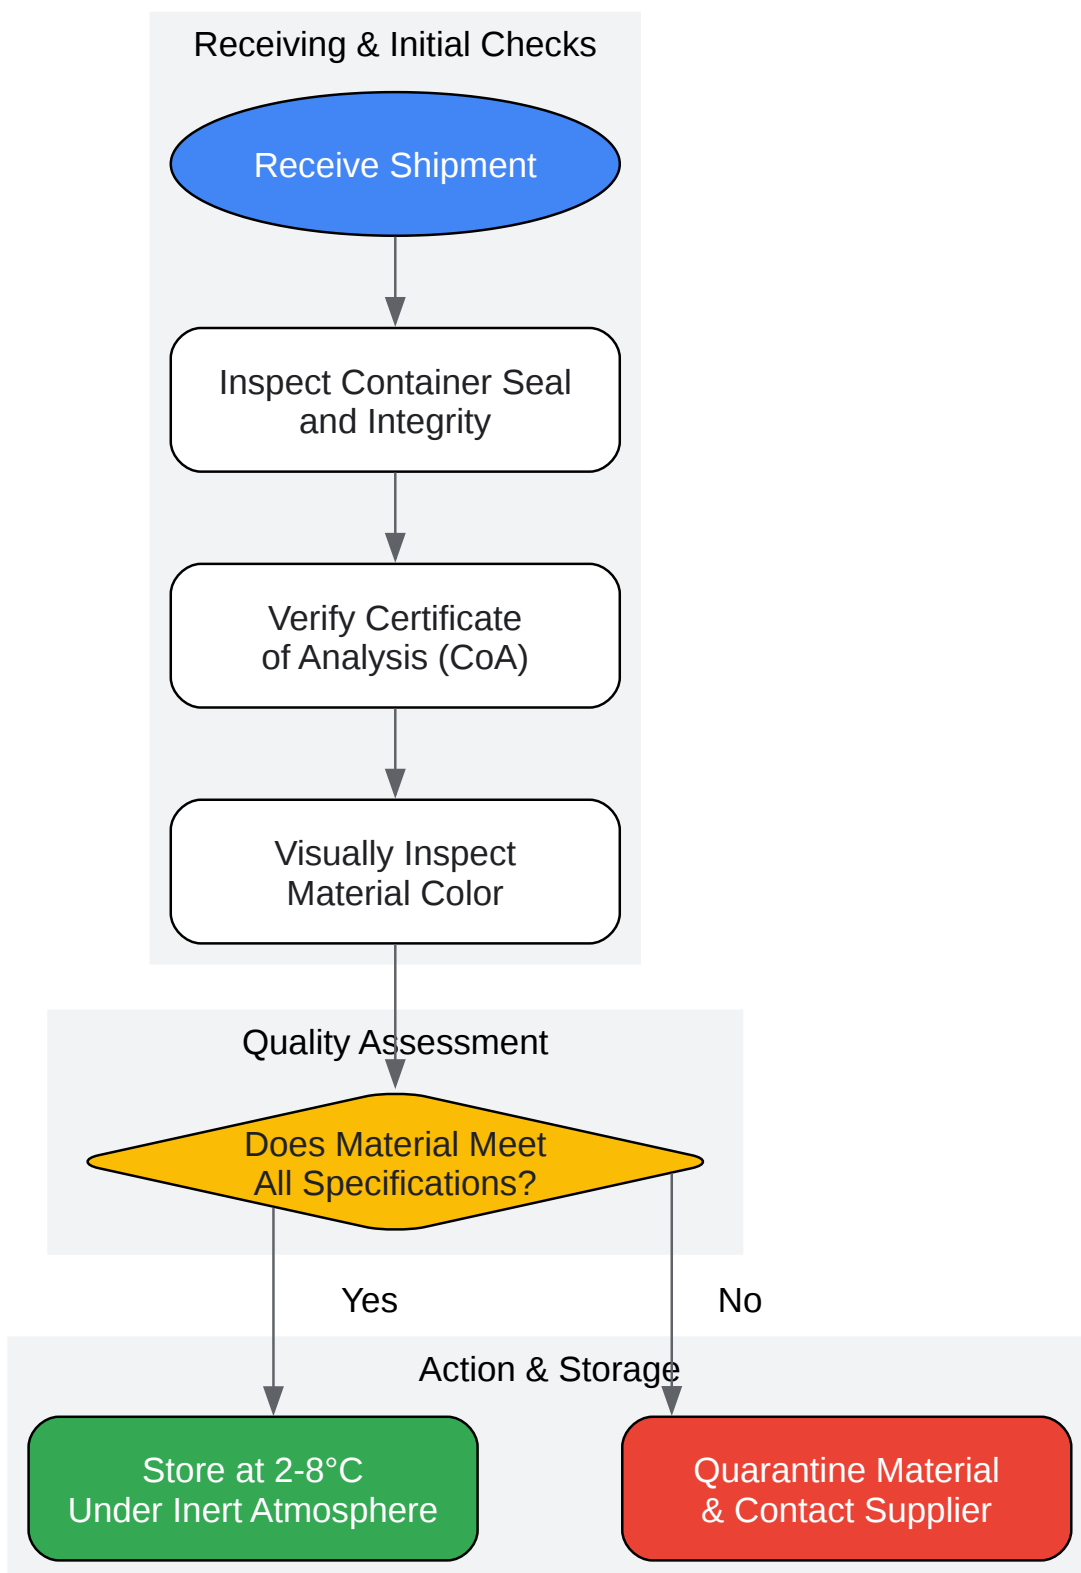 Receiving & Initial Checks
Receive Shipment
Inspect Container Seal
and Integrity
Verify Certificate
of Analysis (CoA)
Visually Inspect
Material Color
Quality Assessment
Does Material Meet
All Specifications?
Yes
No
Action & Storage
Store at 2-8°C
Under Inert Atmosphere
Quarantine Material
& Contact Supplier